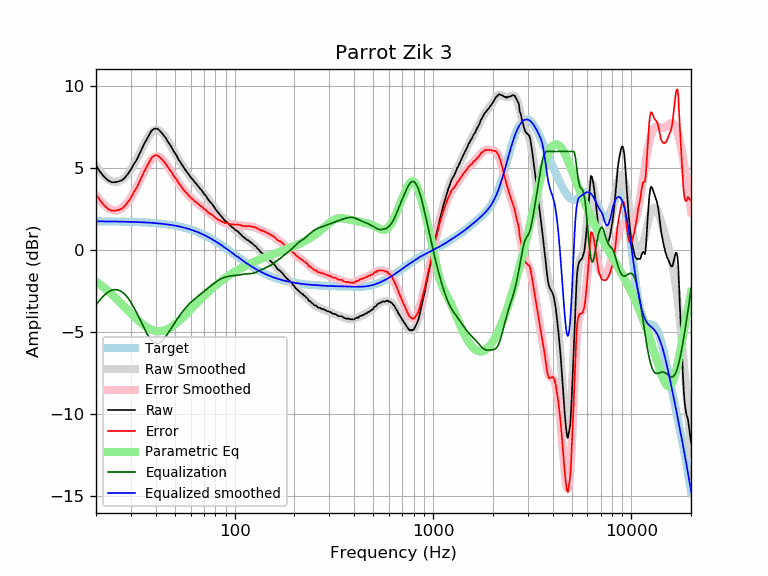 Parrot Zik 3
Amplitude (dBr)
10
5
0
−5
−10
−15
Target
Raw Smoothed
Error Smoothed
Raw
Error
Parametric Eq
Equalization
Equalized smoothed
100
1000
10000
Frequency (Hz)